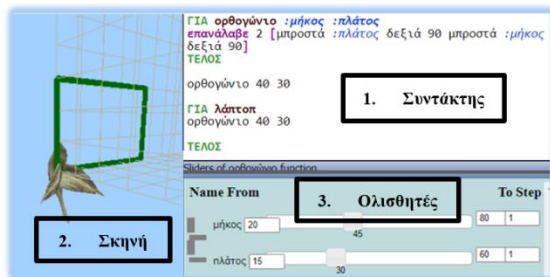 ΓΙΑ ορθογώνιο :μήκος :πλάτος
επανάλαβε 2 [μπροστά :πλάτος δεξιά 90 μπροστά :μήκος
δεξιά 90]
ΤΕΛΟΣ
ορθογώνιο 40 30
ΓΙΑ λάπτοπ
ορθογώνιο 40 30
ΤΕΛΟΣ
1. Συντάκτης
2. Σκηνή
Sliders of ορθογώνιο function
Name From
3. Ολισθητές
To Step
μήκος 20
45
80 1
πλάτος 15
30
60 1